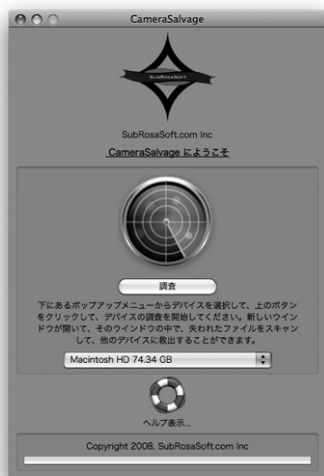 CameraSalvage
SubRosaSoft
SubRosaSoft.com Inc
CameraSalvage にようこそ
調査
下にあるポップアップメニューからデバイスを選択して、上のボタン
をクリックして、デバイスの調査を開始してください。新しいウイン
ドウが開いて、そのウインドウの中で、失われたファイルをスキャン
して、他のデバイスに救出することができます。
Macintosh HD 74.34 GB
ヘルプ表示...
Copyright 2008, SubRosaSoft.com Inc